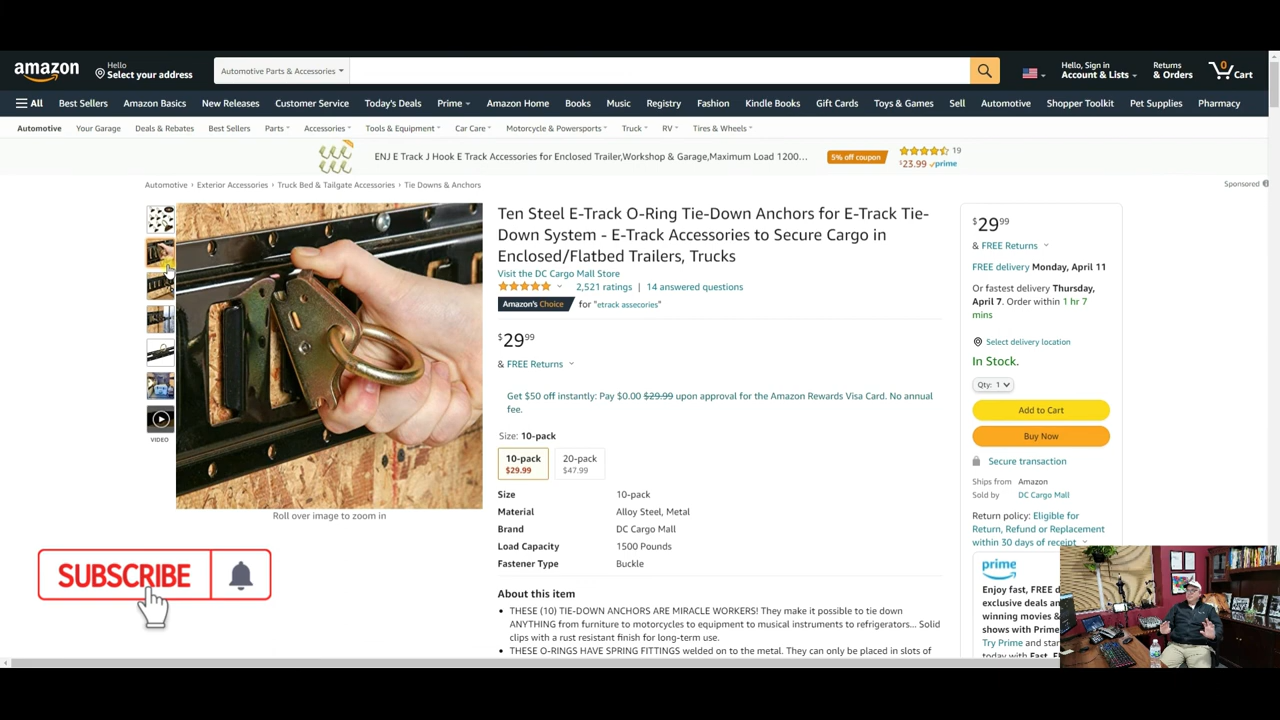 amazon
Hello
Select your address
Automotive Parts & Accessories
Hello, Sign in
Account & Lists
Returns
& Orders
0
Cart
All
Best Sellers
Amazon Basics
New Releases
Customer Service
Today's Deals
Prime
Amazon Home
Books
Music
Registry
Fashion
Kindle Books
Gift Cards
Toys & Games
Sell
Automotive
Shopper Toolkit
Pet Supplies
Pharmacy
Automotive
Your Garage
Deals & Rebates
Best Sellers
Parts
Accessories
Tools & Equipment
Car Care
Motorcycle & Powersports
Truck
RV
Tires & Wheels
ENJ E Track J Hook E Track Accessories for Enclosed Trailer,Workshop & Garage,Maximum Load 1200...
5% off coupon
19
$23.99 prime
Sponsored
Automotive › Exterior Accessories › Truck Bed & Tailgate Accessories › Tie Downs & Anchors
Ten Steel E-Track O-Ring Tie-Down Anchors for E-Track Tie-
Down System - E-Track Accessories to Secure Cargo in
Enclosed/Flatbed Trailers, Trucks
Visit the DC Cargo Mall Store
2,521 ratings | 14 answered questions
Amazon's Choice for "etrack assecories"
$29.99
& FREE Returns
Get $50 off instantly: Pay $0.00 $29.99 upon approval for the Amazon Rewards Visa Card. No annual
fee.
Size: 10-pack
10-pack
$29.99
20-pack
$47.99
Size 10-pack
Material Alloy Steel, Metal
Brand DC Cargo Mall
Load Capacity 1500 Pounds
Fastener Type Buckle
About this item
• THESE (10) TIE-DOWN ANCHORS ARE MIRACLE WORKERS! They make it possible to tie down
ANYTHING from furniture to motorcycles to equipment to musical instruments to refrigerators... Solid
clips with a rust resistant finish for long-term use.
• THESE O-RINGS HAVE SPRING FITTINGS welded on to the metal. They can only be placed in slots of
VIDEO
Roll over image to zoom in
SUBSCRIBE
$29.99
& FREE Returns
FREE delivery Monday, April 11
Or fastest delivery Thursday,
April 7. Order within 1 hr 7
mins
Select delivery location
In Stock.
Qty: 1
Add to Cart
Buy Now
Secure transaction
Ships from Amazon
Sold by DC Cargo Mall
Return policy: Eligible for
Return, Refund or Replacement
within 30 days of receipt
prime
Enjoy fast, FREE
exclusive deals
winning movies &
shows with Prime
Try Prime and
today with